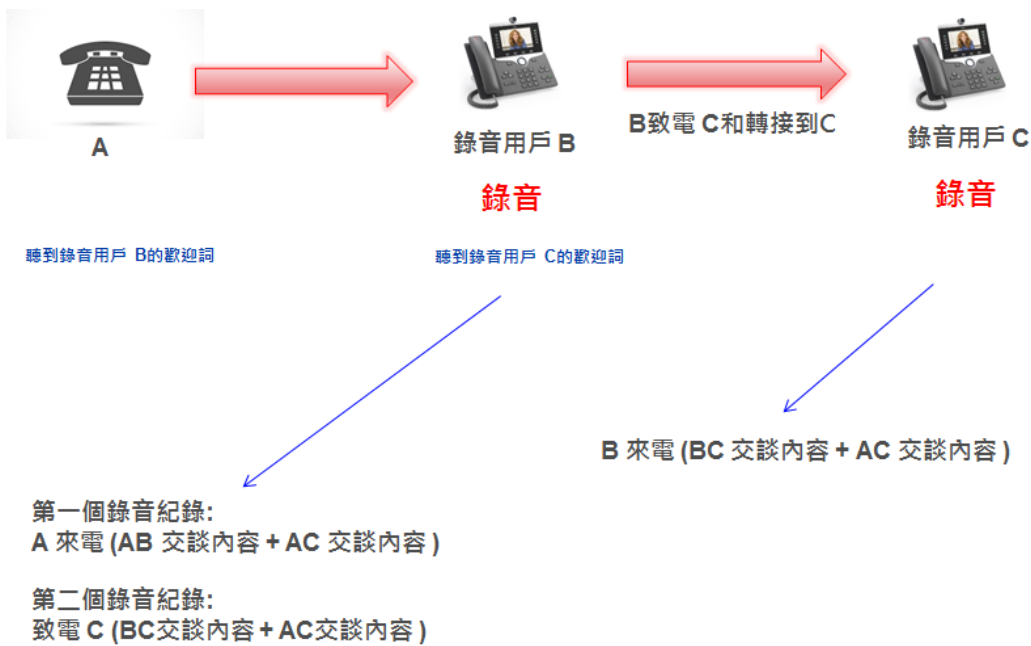 A
錄音用戶 B
B致電 C和轉接到C
錄音用戶 C
錄音
錄音
聽到錄音用戶 B的歡迎詞
聽到錄音用戶 C的歡迎詞
B 來電 (BC 交談內容 + AC 交談內容 )
第一個錄音紀錄:
A 來電 (AB 交談內容 + AC 交談內容 )
第二個錄音紀錄:
致電 C (BC交談內容 + AC交談內容 )